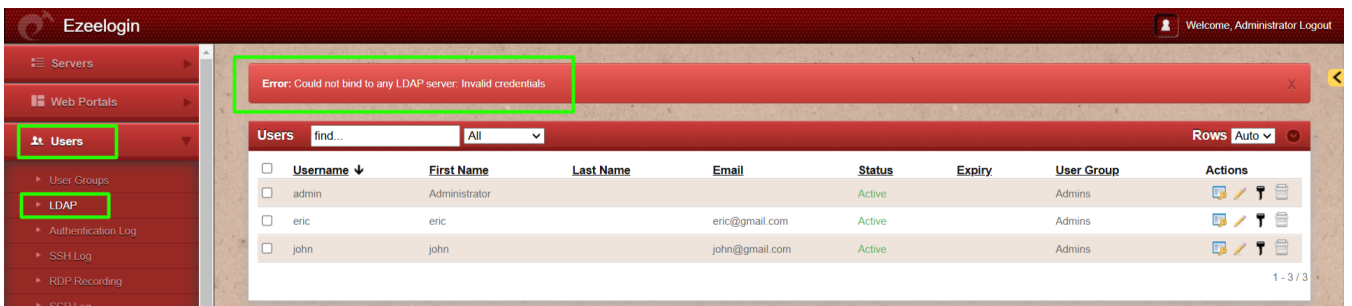 Ezeelogin
Welcome, Administrator Logout
Servers
Web Portals
Users
User Groups
LDAP
Authentication Log
SSH Log
RDP Recording
SCP Log
Error: Could not bind to any LDAP server: Invalid credentials
X
Users find... All Rows Auto
Username ↓ First Name Last Name Email Status Expiry User Group Actions
admin Administrator Active Admins
eric eric eric@gmail.com Active Admins
john john john@gmail.com Active Admins
1 - 3 / 3